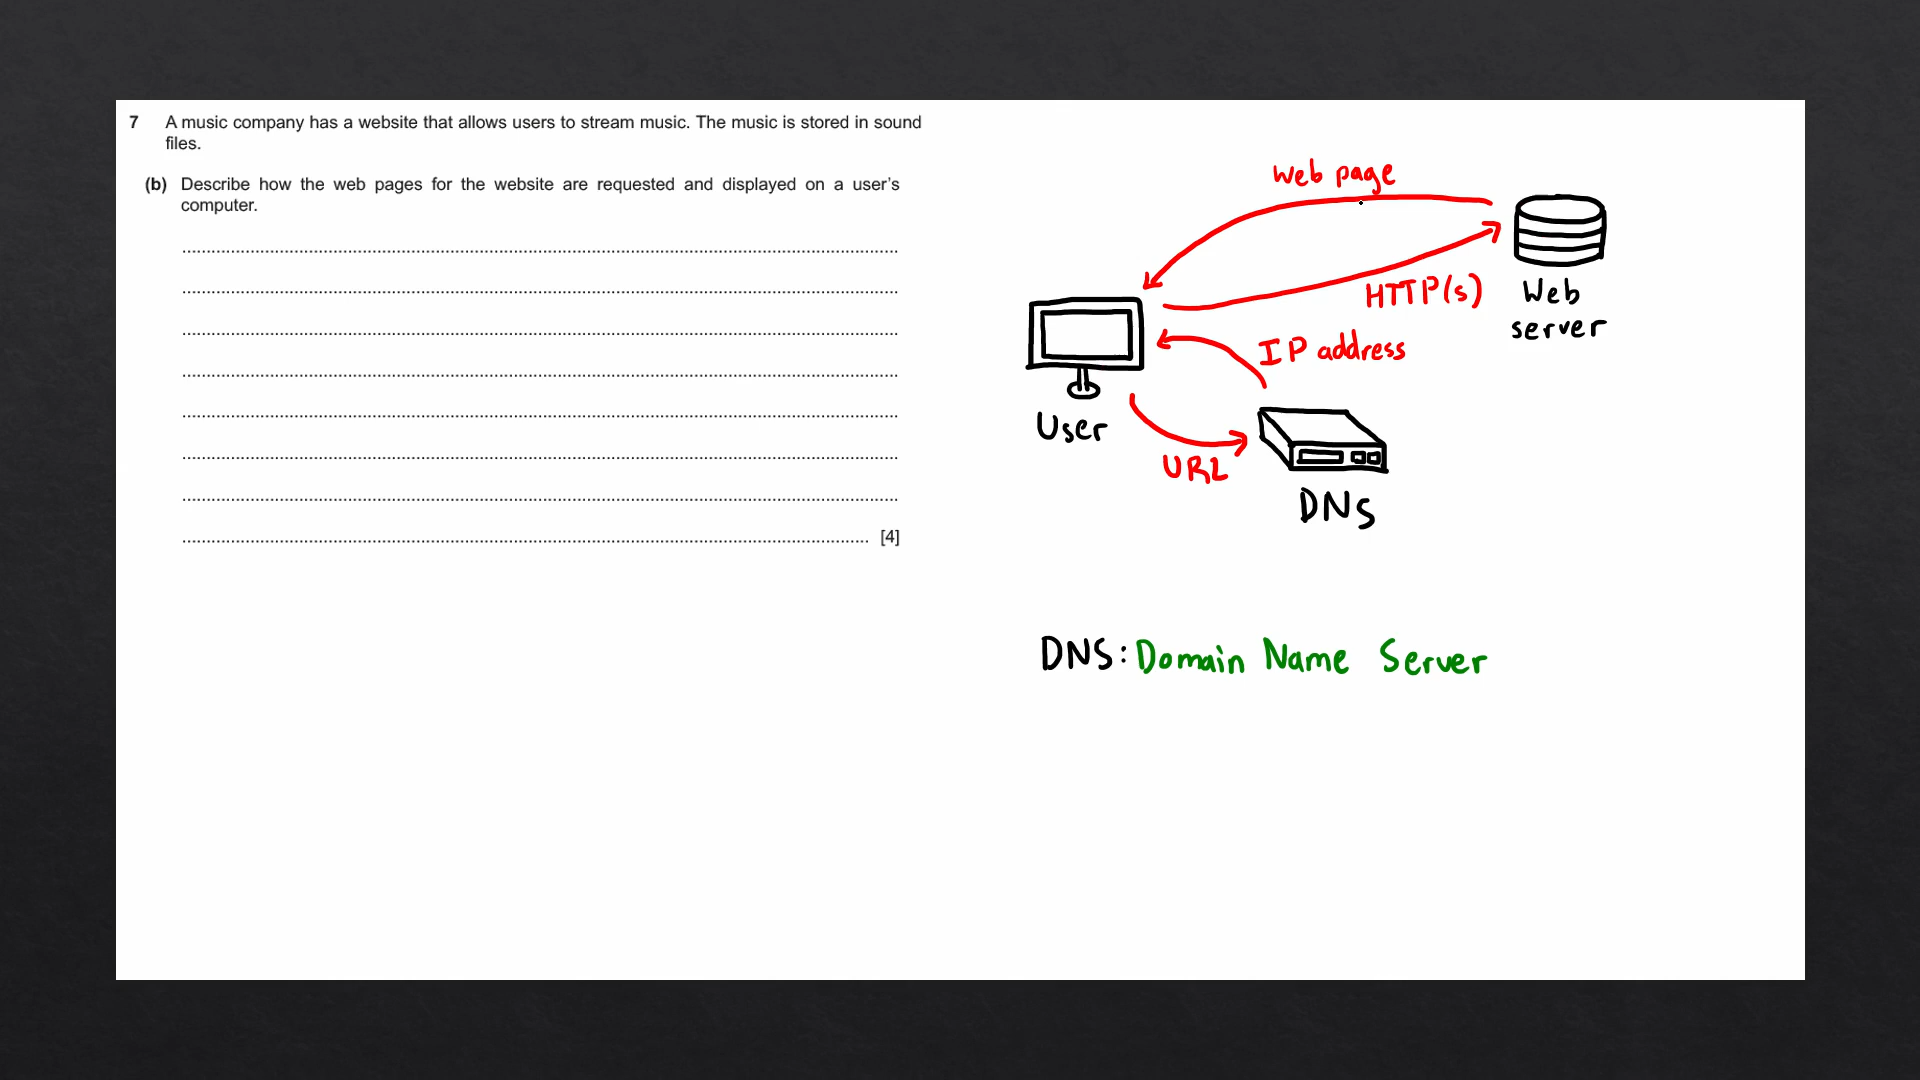 7 A music company has a website that allows users to stream music. The music is stored in sound
files.
(b) Describe how the web pages for the website are requested and displayed on a user's
computer.
[4]
Web page
HTTP(s)
Web
server
IP address
User
URL
DNS
DNS: Domain Name Server